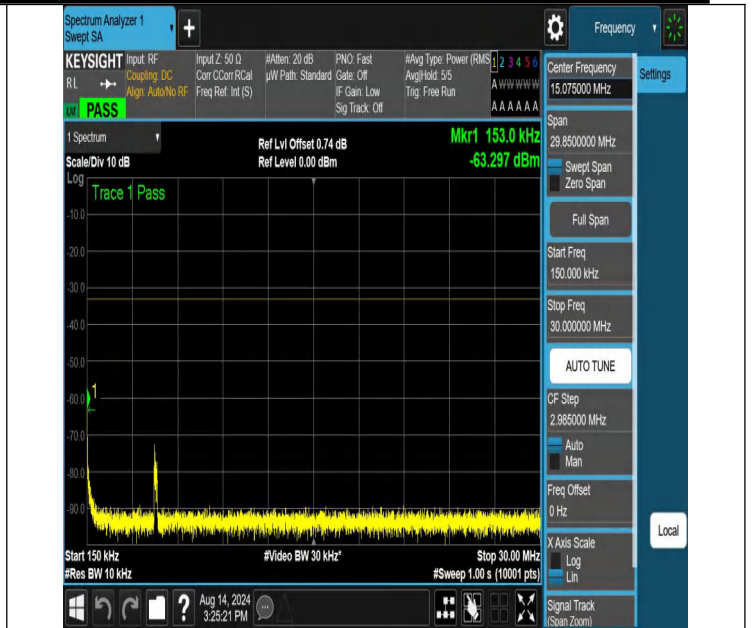 Spectrum Analyzer 1
Swept SA
+
Frequency
KEYSIGHT
RL
PASS
Input: RF
Coupling: DC
Align: Auto/No RF
Input Z: 50 Ω
Corr CCorr RCal
Freq Ref: Int (S)
#Atten: 20 dB
µW Path: Standard
PNO: Fast
Gate: Off
IF Gain: Low
Sig Track: Off
#Avg Type: Power (RMS
Avg|Hold: 5/5
Trig: Free Run
1 2 3 4 5 6
A W W W W W
A A A A A A
1 Spectrum
Scale/Div 10 dB
Ref Lvl Offset 0.74 dB
Ref Level 0.00 dBm
Mkr1 153.0 kHz
-63.297 dBm
Log
Trace 1 Pass
-10.0
-20.0
-30.0
-40.0
-50.0
1
-60.0
-70.0
-80.0
-90.0
Start 150 kHz
#Res BW 10 kHz
#Video BW 30 kHz*
Stop 30.00 MHz
#Sweep 1.00 s (10001 pts)
?
Aug 14, 2024
3:25:21 PM
Center Frequency
15.075000 MHz
Settings
Span
29.8500000 MHz
Swept Span
Zero Span
Full Span
Start Freq
150.000 kHz
Stop Freq
30.000000 MHz
AUTO TUNE
CF Step
2.985000 MHz
Auto
Man
Freq Offset
0 Hz
X Axis Scale
Log
Lin
Local
Signal Track
(Span Zoom)